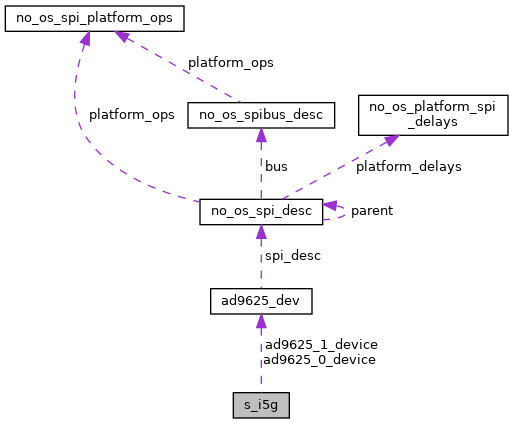 no_os_spi_platform_ops
platform_ops
no_os_spibus_desc
no_os_platform_spi
_delays
platform_ops
bus
platform_delays
no_os_spi_desc
parent
spi_desc
ad9625_dev
ad9625_1_device
ad9625_0_device
s_i5g